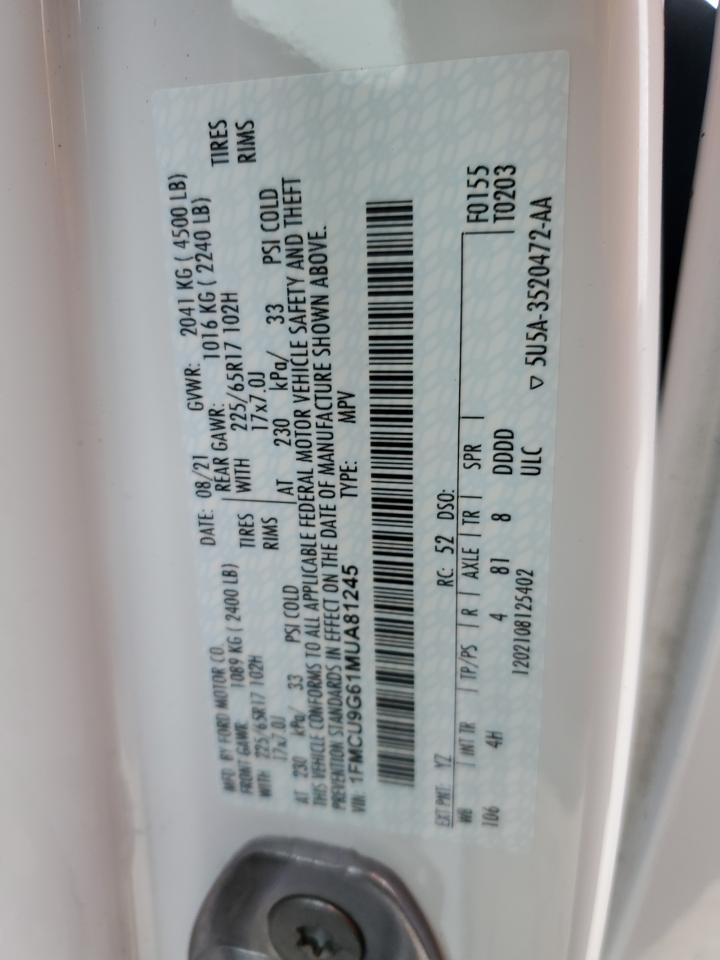 MFD BY FORD MOTOR CO.
DATE: 08/21 GVWR: 2041 KG ( 4500 LB)
FRONT GAWR: 1089 KG ( 2400 LB) REAR GAWR: 1016 KG ( 2240 LB)
WITH 225/65R17 102H TIRES WITH 225/65R17 102H TIRES
17x7.0J RIMS 17x7.0J RIMS
AT 230 kPa/ 33 PSI COLD AT 230 kPa/ 33 PSI COLD
THIS VEHICLE CONFORMS TO ALL APPLICABLE FEDERAL MOTOR VEHICLE SAFETY AND THEFT
PREVENTION STANDARDS IN EFFECT ON THE DATE OF MANUFACTURE SHOWN ABOVE.
VIN: 1FMCU9G61MUA81245 TYPE: MPV
EXT PNT: YZ RC: 52 DSO:
WB INT TR TP/PS R AXLE TR SPR F0155
106 4H 4 81 8 DDDD T0203
1202108125402 ULC
▽ 5U5A-3520472-AA